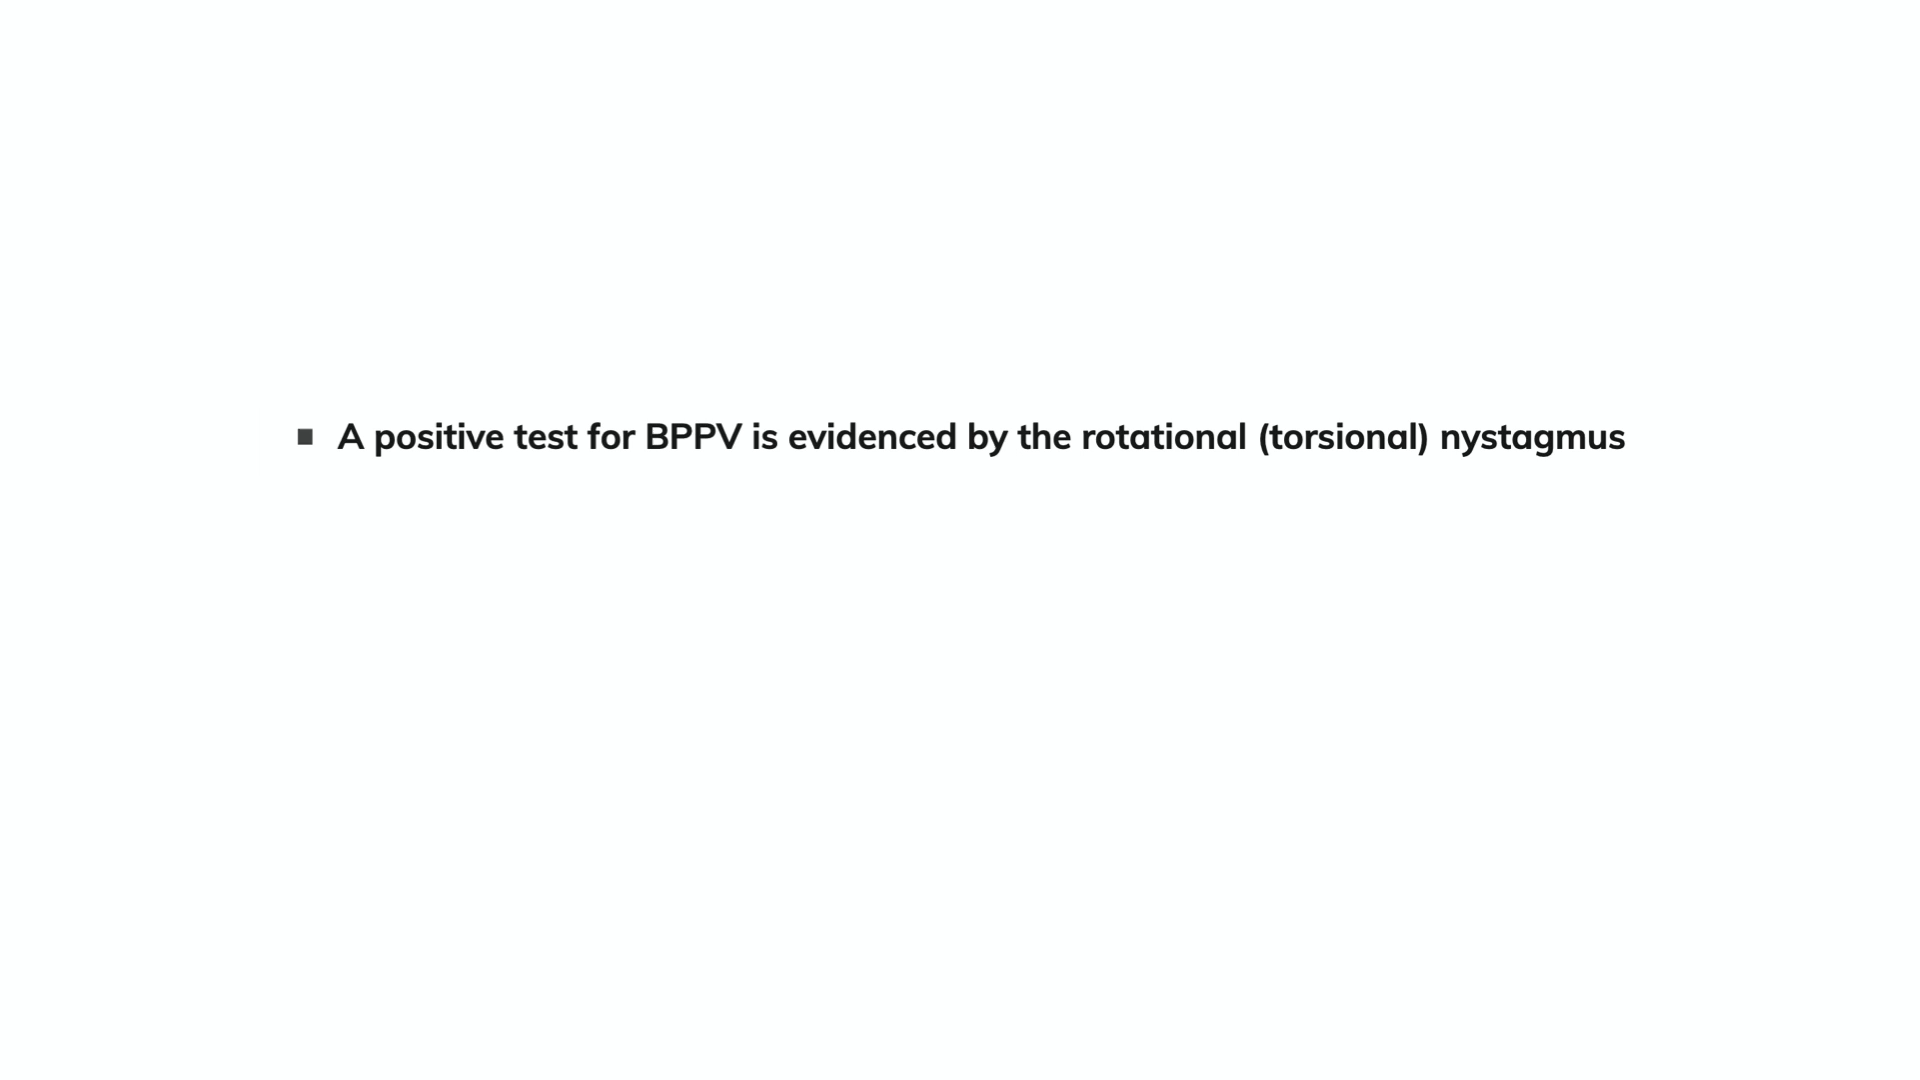 ▪ A positive test for BPPV is evidenced by the rotational (torsional) nystagmus